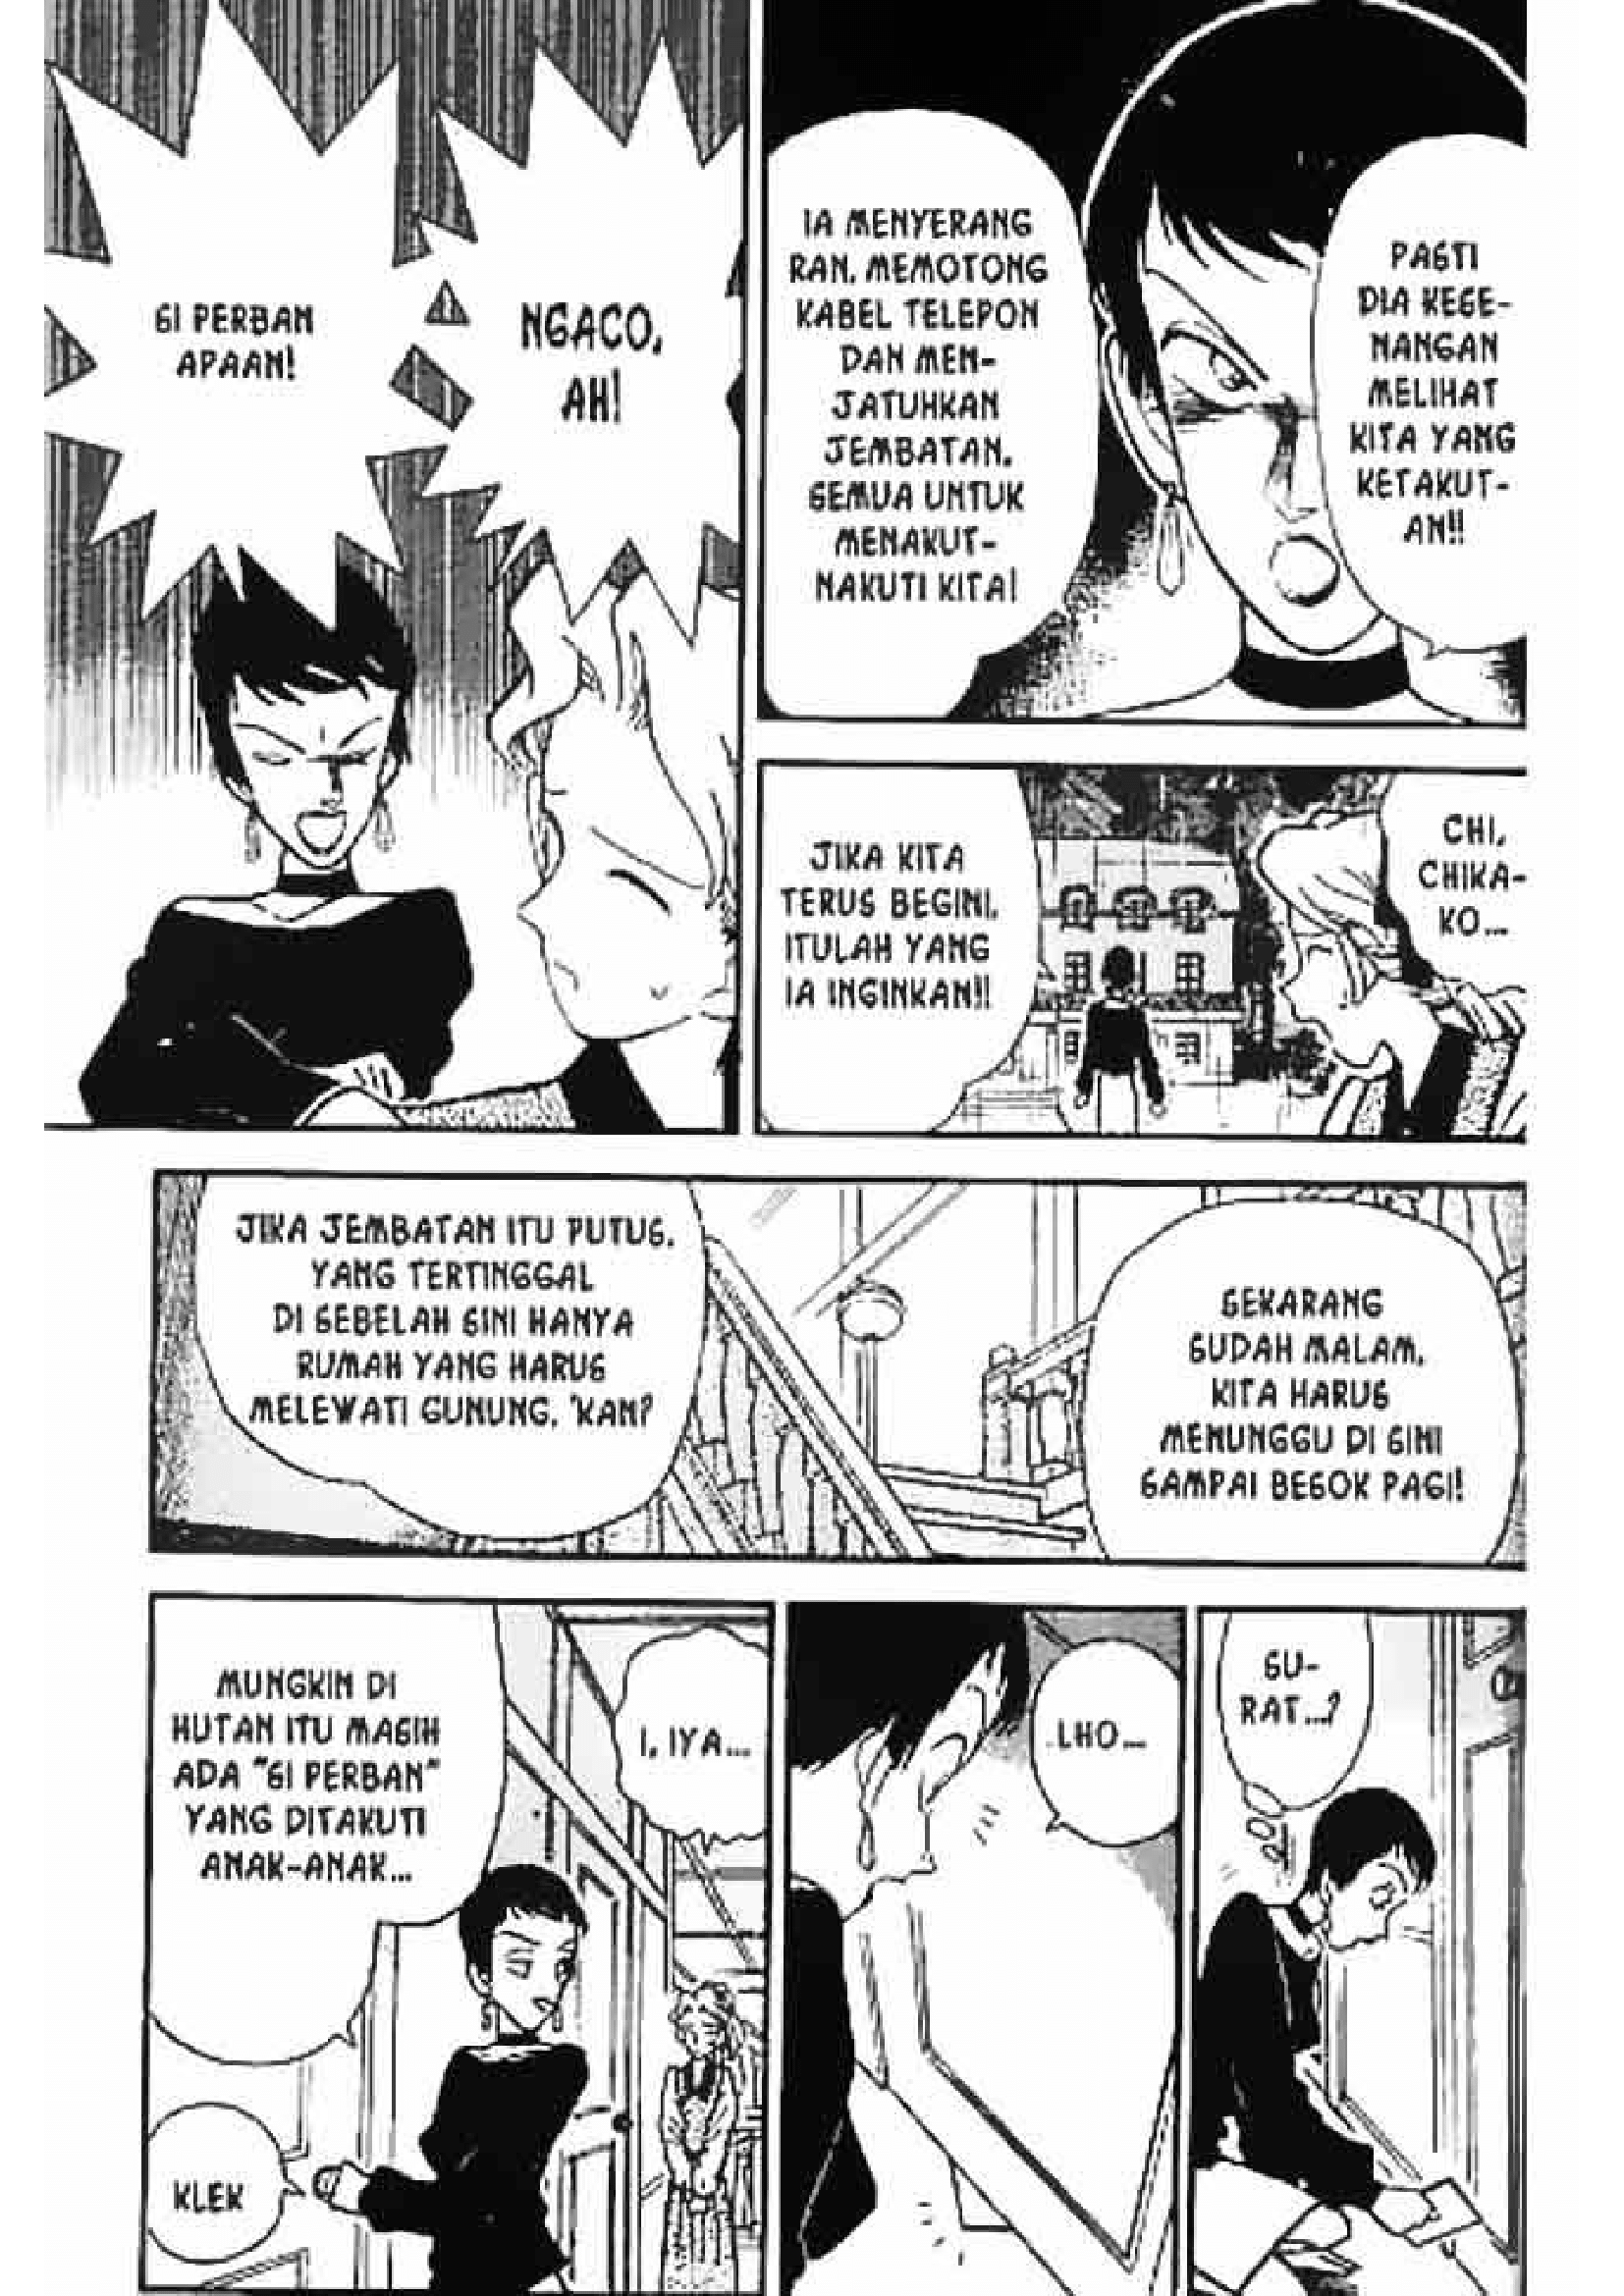 SI PERBAN
APAAN!
NGACO,
AH!
IA MENYERANG
RAN, MEMOTONG
KABEL TELEPON
DAN MEN-
JATUHKAN
JEMBATAN.
SEMUA UNTUK
MENAKUT-
NAKUTI KITA!
PASTI
DIA KESE-
NANGAN
MELIHAT
KITA YANG
KETAKUT-
AN!!
JIKA KITA
TERUS BEGINI,
ITULAH YANG
IA INGINKAN!!
CHI,
CHIKA-
KO...
JIKA JEMBATAN ITU PUTUS,
YANG TERTINGGAL
DI SEBELAH SINI HANYA
RUMAH YANG HARUS
MELEWATI GUNUNG, 'KAN?
SEKARANG
SUDAH MALAM,
KITA HARUS
MENUNGGU DI SINI
SAMPAI BESOK PAGI!
MUNGKIN DI
HUTAN ITU MASIH
ADA "SI PERBAN"
YANG DITAKUTI
ANAK-ANAK...
I, IYA...
KLEK
LHO...
SU-
RAT...?